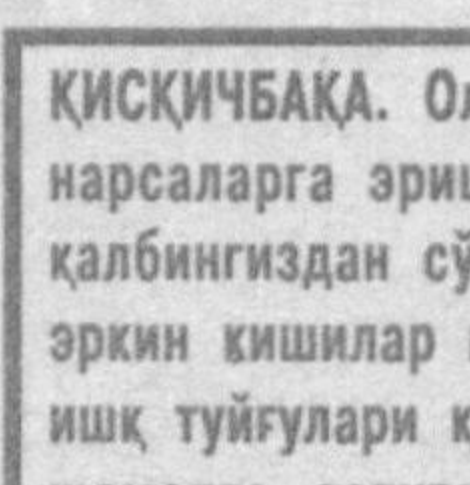 ҚИСҚИЧБАҚА.
нарсаларга
қалбингиздан
эркин кишилар
ишқ туйғулари